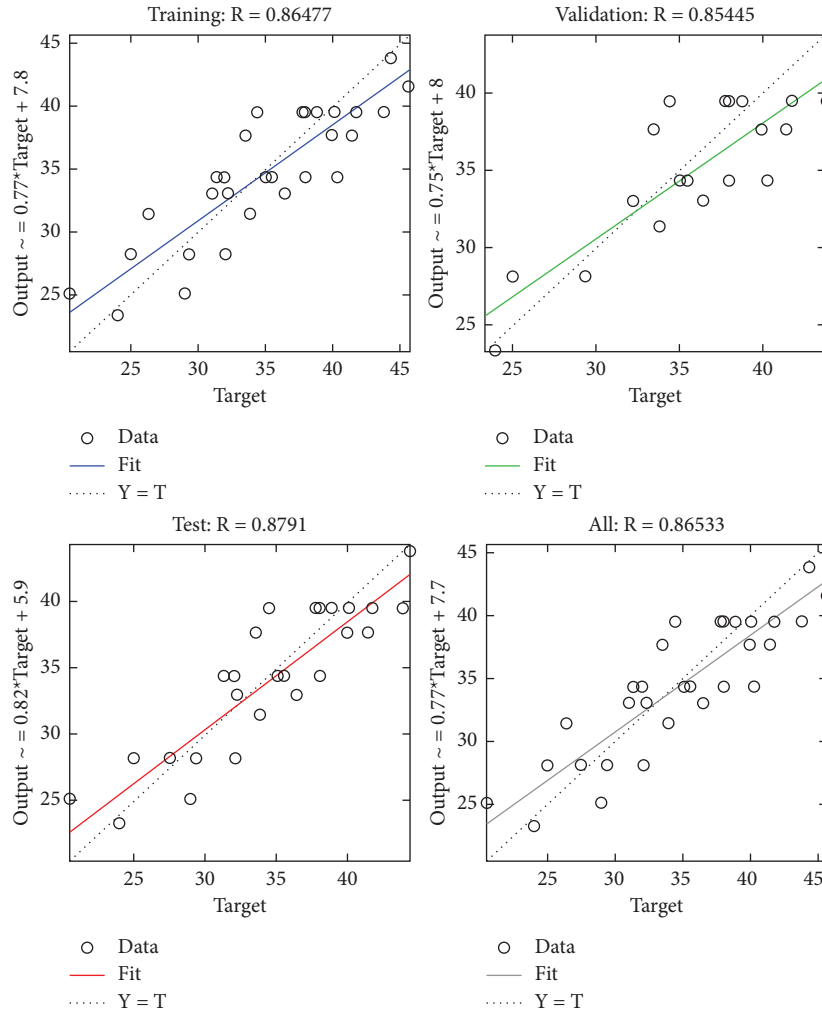 Training: R = 0.86477
Output ~ = 0.77*Target + 7.8
45
40
35
30
25
25 30 35 40 45
Target
Data
Fit
Y = T
Validation: R = 0.85445
Output ~ = 0.75*Target + 8
40
35
30
25
25 30 35 40
Target
Data
Fit
Y = T
Test: R = 0.8791
Output ~ = 0.82*Target + 5.9
40
35
30
25
25 30 35 40
Target
Data
Fit
Y = T
All: R = 0.86533
Output ~ = 0.77*Target + 7.7
45
40
35
30
25
25 30 35 40 45
Target
Data
Fit
Y = T